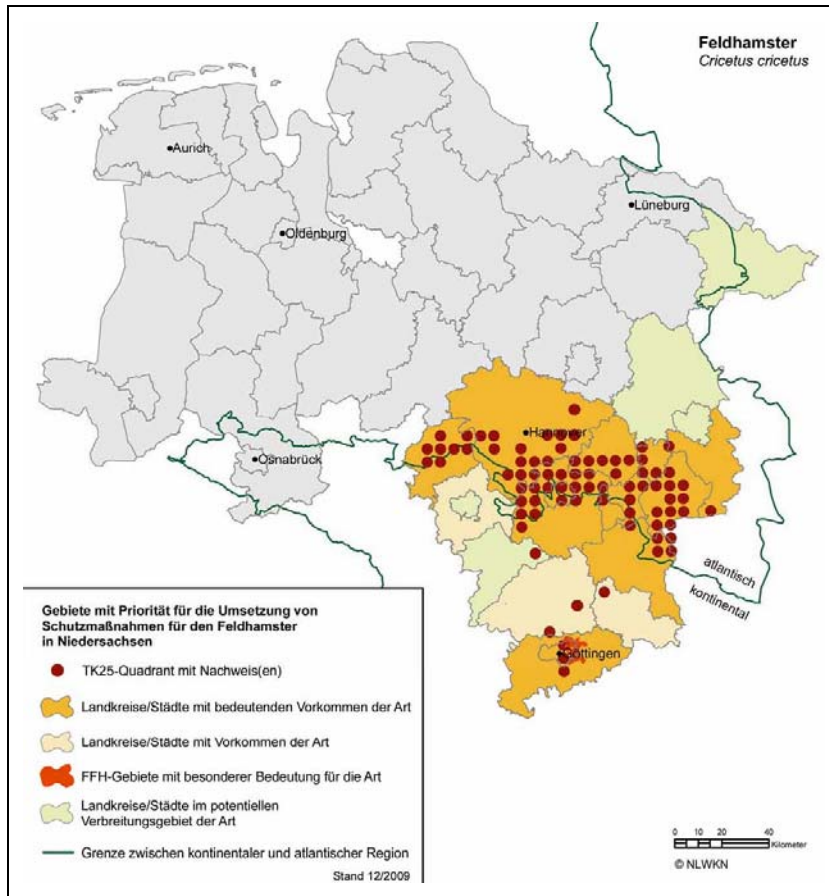 Feldhamster
Cricetus cricetus
Aurich
Lüneburg
Oldenburg
Hannover
Osnabrück
atlantisch
kontinental
Göttingen
Gebiete mit Priorität für die Umsetzung von
Schutzmaßnahmen für den Feldhamster
in Niedersachsen
TK25-Quadrant mit Nachweis(en)
Landkreise/Städte mit bedeutenden Vorkommen der Art
Landkreise/Städte mit Vorkommen der Art
FFH-Gebiete mit besonderer Bedeutung für die Art
Landkreise/Städte im potentiellen
Verbreitungsgebiet der Art
Grenze zwischen kontinentaler und atlantischer Region
Stand 12/2009
0 10 20 40
Kilometer
© NLWKN